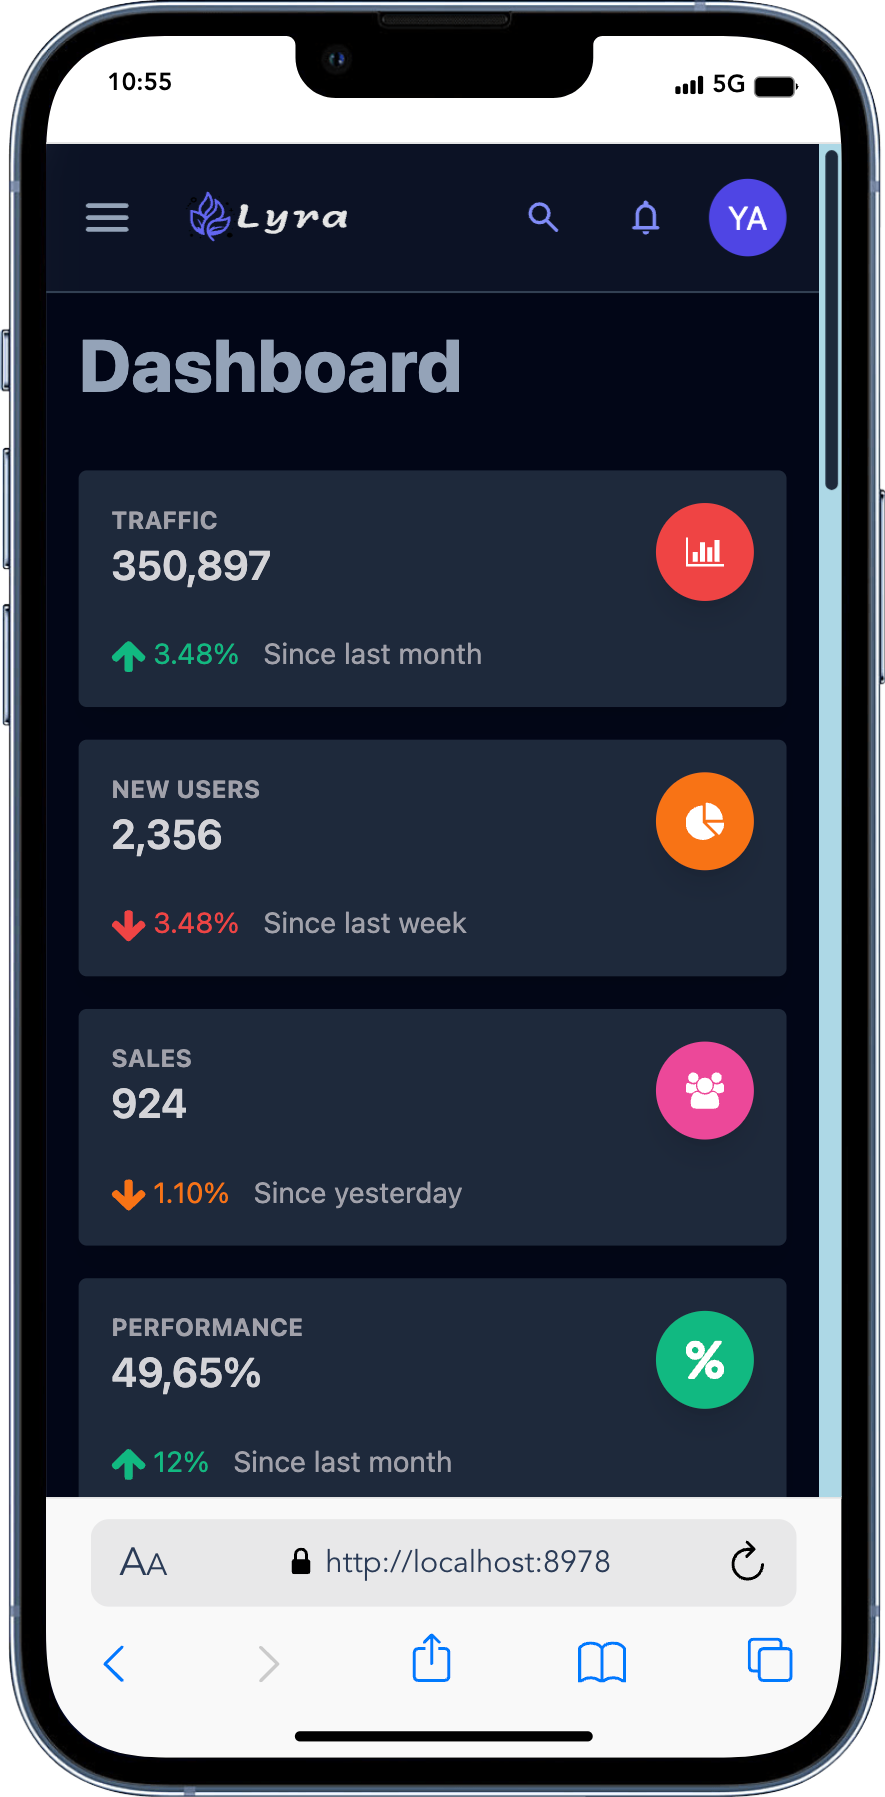 10:55 5G
Lyra YA
Dashboard
TRAFFIC
350,897
3.48% Since last month
NEW USERS
2,356
3.48% Since last week
SALES
924
1.10% Since yesterday
PERFORMANCE
49,65%
12% Since last month
AA http://localhost:8978